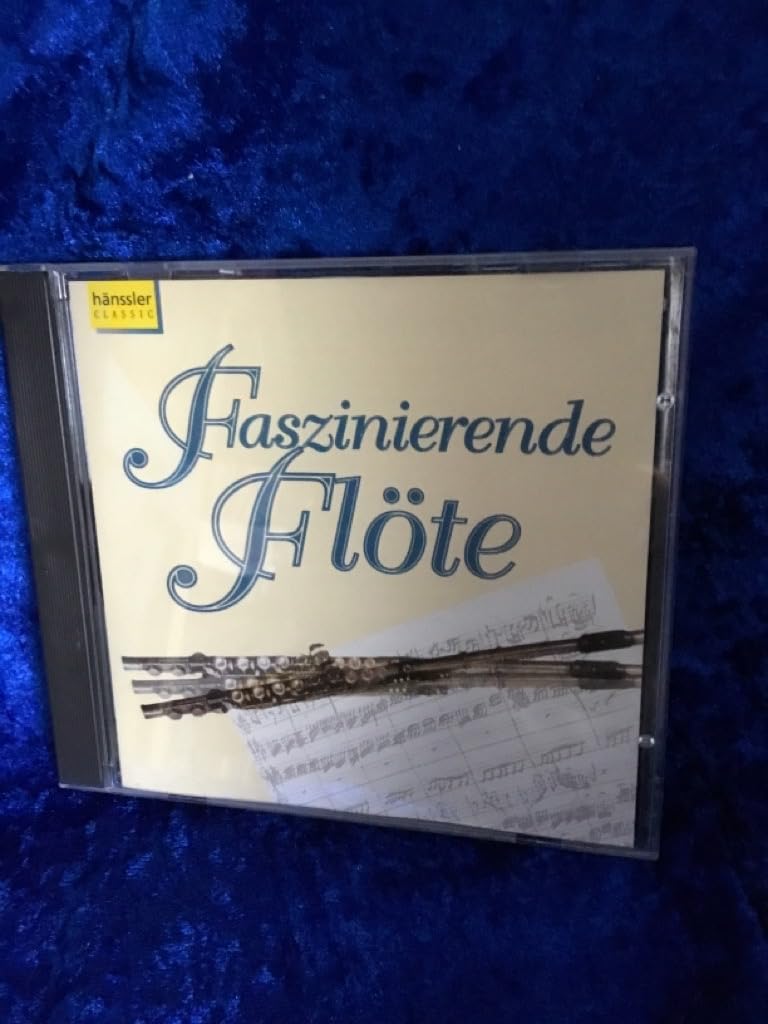 hänssler
CLASSIC
Faszinierende
Flöte